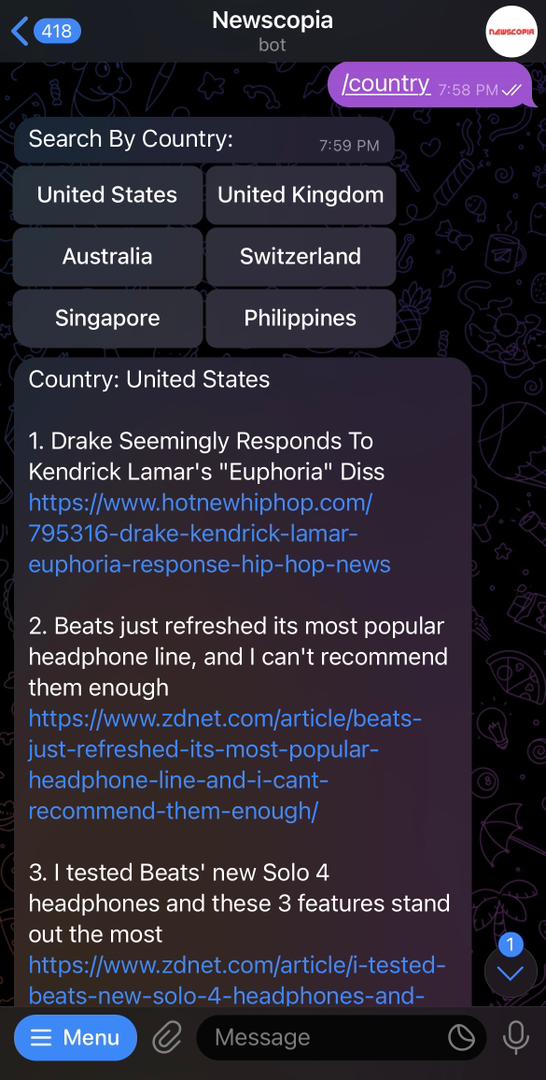 418
Newscopia
bot
NEWSCOPIA
/country 7:58 PM
Search By Country:
7:59 PM
United States
United Kingdom
Australia
Switzerland
Singapore
Philippines
Country: United States
1. Drake Seemingly Responds To
Kendrick Lamar's "Euphoria" Diss
https://www.hotnewhiphop.com/
795316-drake-kendrick-lamar-
euphoria-response-hip-hop-news
2. Beats just refreshed its most popular
headphone line, and I can't recommend
them enough
https://www.zdnet.com/article/beats-
just-refreshed-its-most-popular-
headphone-line-and-i-cant-
recommend-them-enough/
3. I tested Beats' new Solo 4
headphones and these 3 features stand
out the most
https://www.zdnet.com/article/i-tested-
beats-new-solo-4-headphones-and-
1
Menu
Message